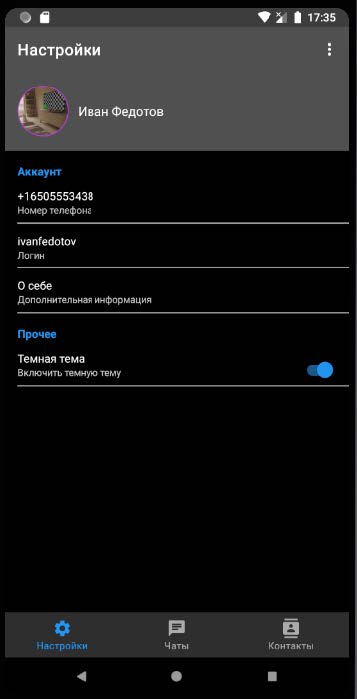 17:35
Настройки
Иван Федотов
Аккаунт
+16505553438
Номер телефона
ivanfedotov
Логин
О себе
Дополнительная информация
Прочее
Темная тема
Включить темную тему
Настройки
Чаты
Контакты